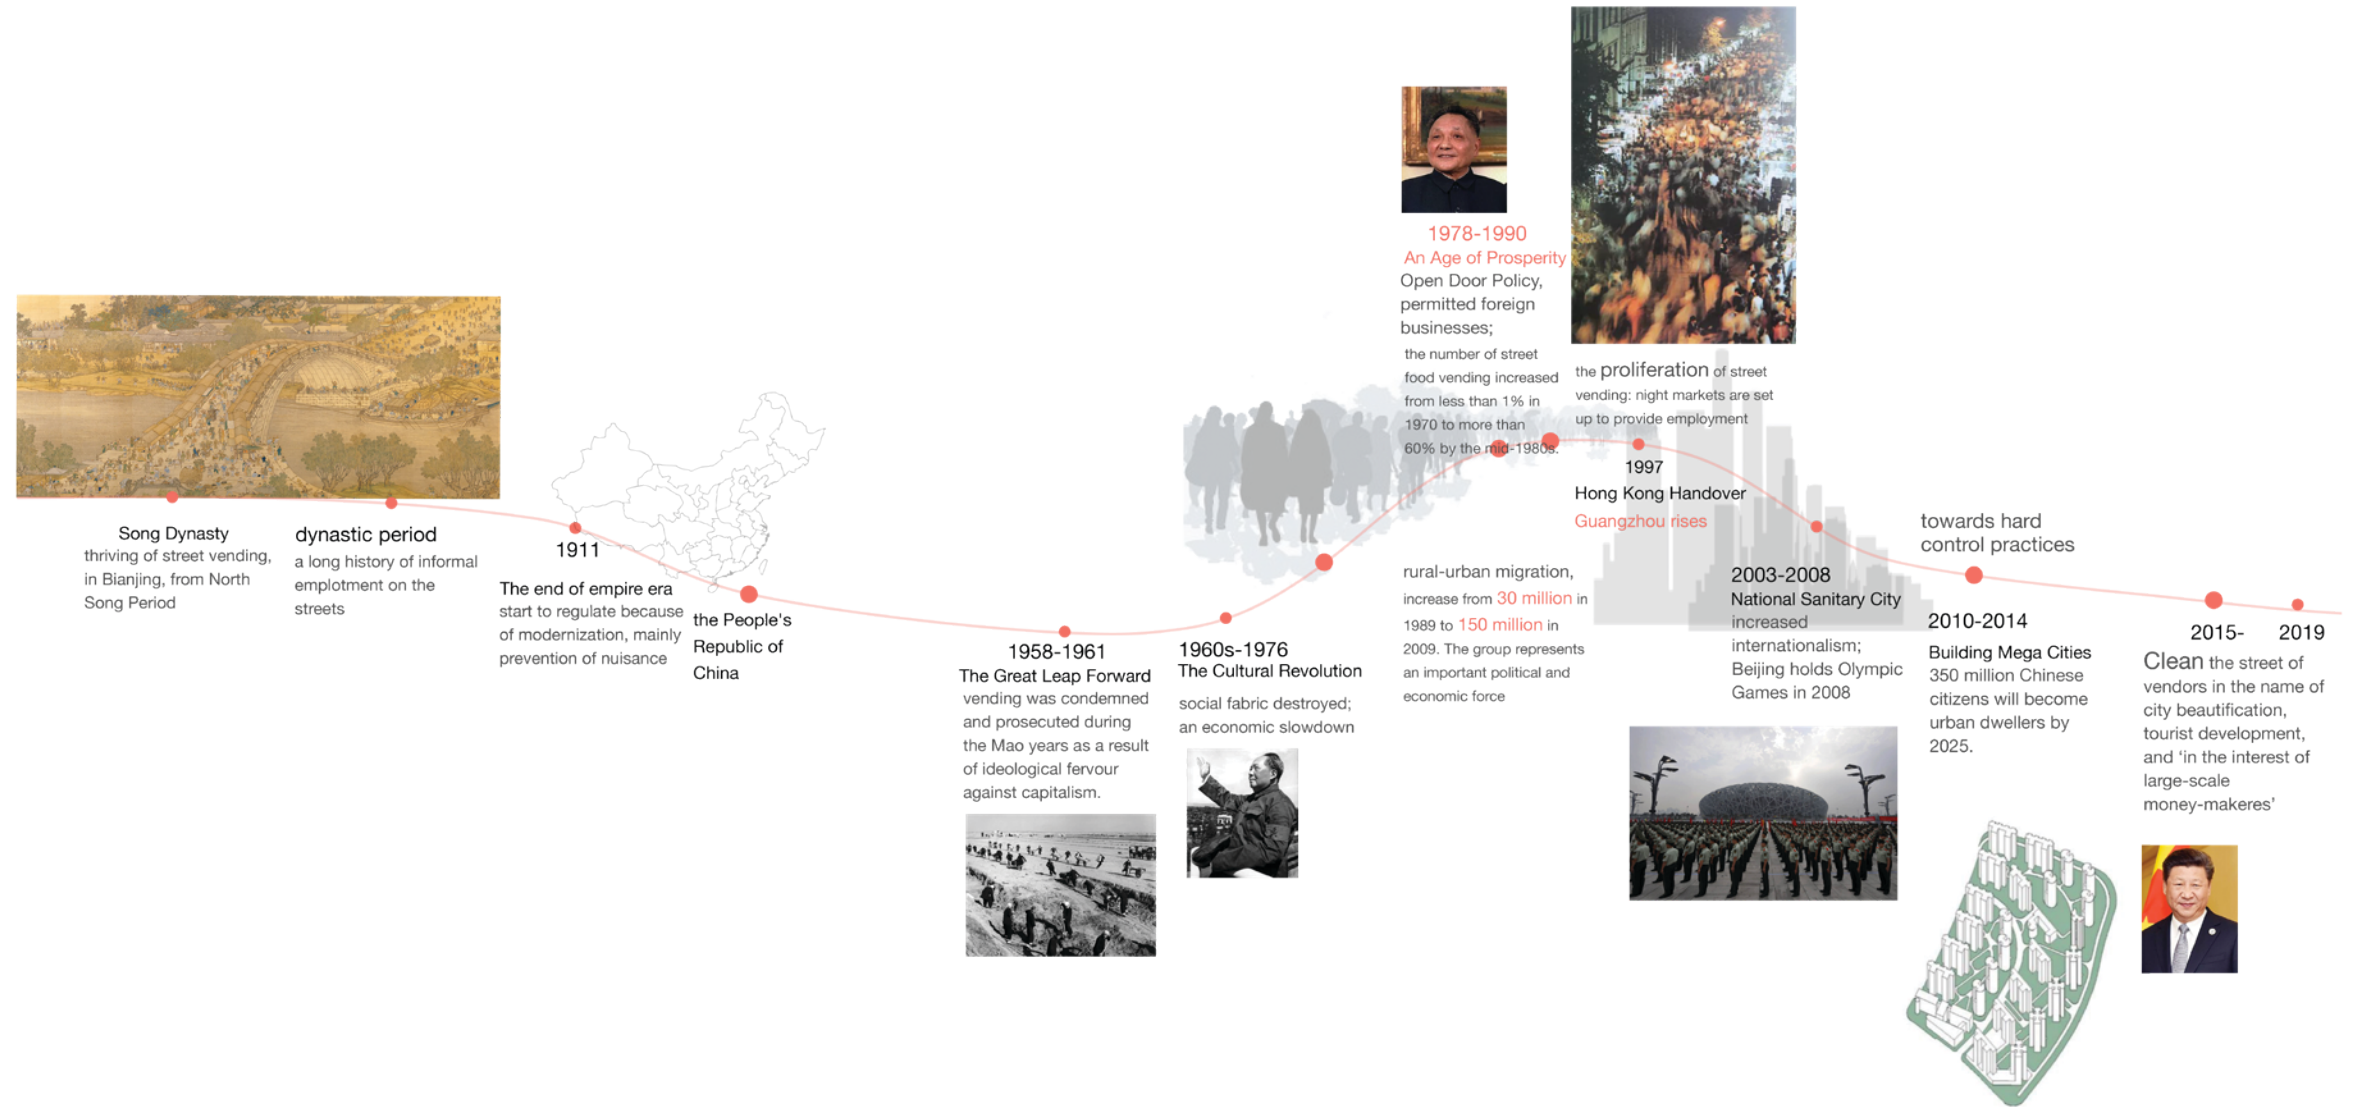 Song Dynasty
thriving of street vending,
in Bianjing, from North
Song Period
dynastic period
a long history of informal
emplotment on the
streets
1911
The end of empire era
start to regulate because
of modernization, mainly
prevention of nuisance
the People's
Republic of
China
1958-1961
The Great Leap Forward
vending was condemned
and prosecuted during
the Mao years as a result
of ideological fervour
against capitalism.
1960s-1976
The Cultural Revolution
social fabric destroyed;
an economic slowdown
1978-1990
An Age of Prosperity
Open Door Policy,
permitted foreign
businesses;
the number of street
food vending increased
from less than 1% in
1970 to more than
60% by the mid-1980s.
rural-urban migration,
increase from 30 million in
1989 to 150 million in
2009. The group represents
an important political and
economic force
the proliferation of street
vending: night markets are set
up to provide employment
1997
Hong Kong Handover
Guangzhou rises
2003-2008
National Sanitary City
increased
internationalism;
Beijing holds Olympic
Games in 2008
towards hard
control practices
2010-2014
Building Mega Cities
350 million Chinese
citizens will become
urban dwellers by
2025.
2015-
2019
Clean the street of
vendors in the name of
city beautification,
tourist development,
and ‘in the interest of
large-scale
money-makeres’